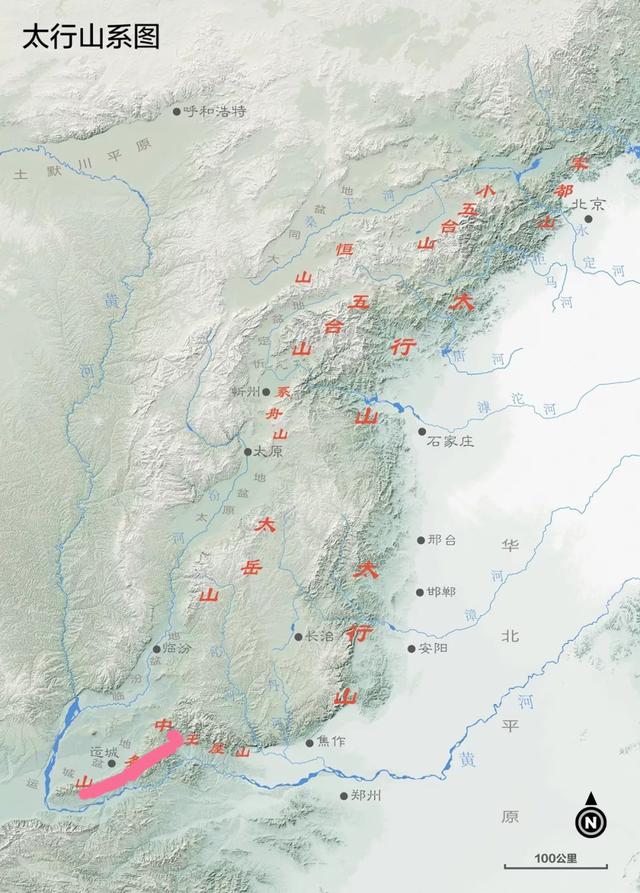 太行山系图
呼和浩特
土默川平原
黄河
大同盆地
桑干河
军都山
北京
永定河
小五台山
恒山
拒马河
五台山
忻定盆地
太行山
唐河
忻州
系舟山
滹沱河
石家庄
太原
太原盆地
汾河
太岳山
邢台
邯郸
漳河
华北平原
太行山
长治
安阳
沁河
丹河
临汾
临汾盆地
中条山
王屋山
运城
运城盆地
焦作
黄河
郑州
N
100公里